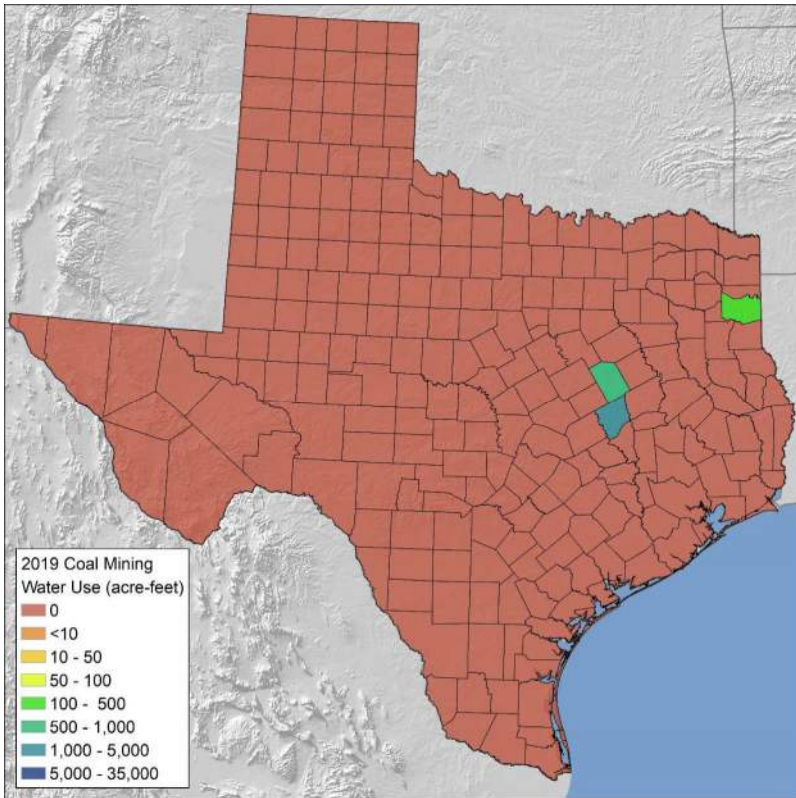 2019 Coal Mining
Water Use (acre-feet)
0
<10
10 - 50
50 - 100
100 - 500
500 - 1,000
1,000 - 5,000
5,000 - 35,000